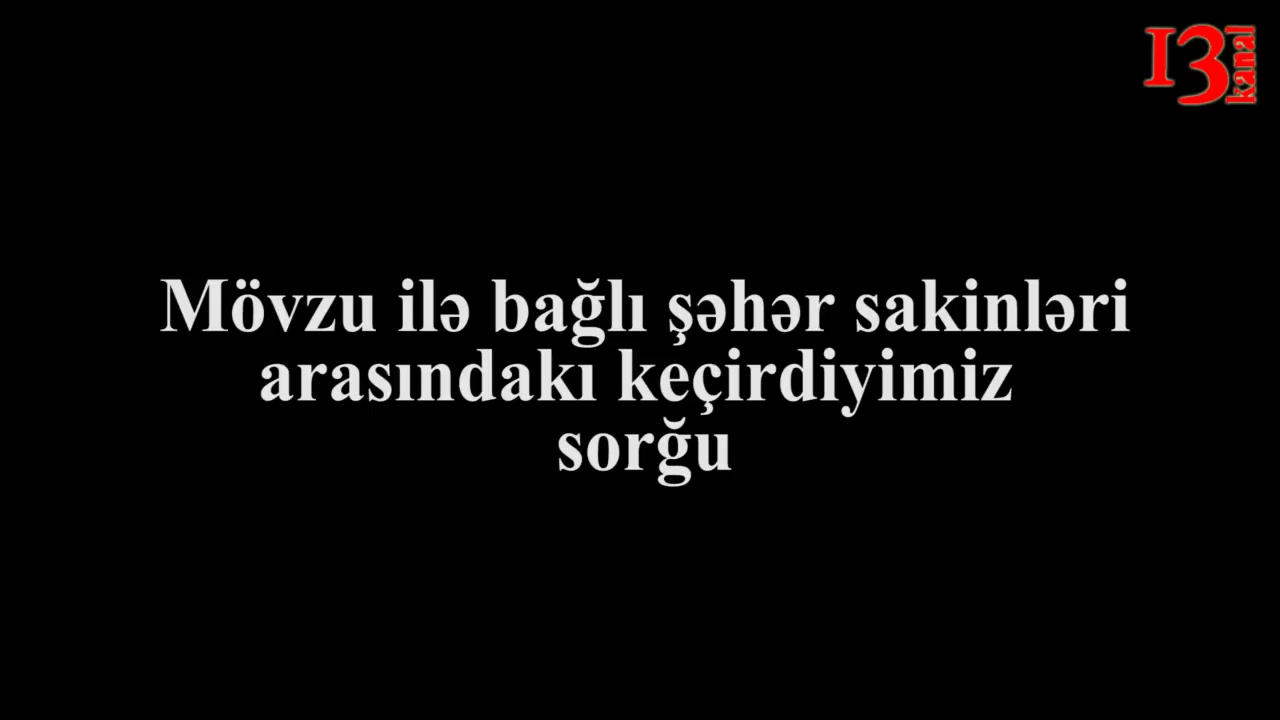 13 kanal
Mövzu ilə bağlı şəhər sakinləri
arasındakı keçirdiyimiz
sorğu